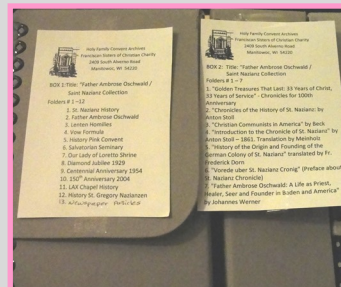 Holy Family Convent Archives
Franciscan Sisters of Christian Charity
2409 South Alverno Road
Manitowoc, WI 54220
BOX 1: Title: "Father Ambrose Oschwald /
Saint Nazianz Collection
Folders # 1 –12
1. St. Nazianz History
2. Father Ambrose Oschwald
3. Lenten Homilies
4. Vow Formula
5. History Pink Convent
6. Salvatorian Seminary
7. Our Lady of Loretto Shrine
8. Diamond Jubilee 1929
9. Centennial Anniversary 1954
10. 150th Anniversary 2004
11. LAX Chapel History
12. History St. Gregory Nazianzen
13. Newspaper Articles
Holy Family Convent Archives
Franciscan Sisters of Christian Charity
2409 South Alverno Road
Manitowoc, WI 54220
BOX 2: Title: "Father Ambrose Oschwald /
Saint Nazianz Collection
Folders # 1 – 7
1. "Golden Treasures That Last: 33 Years of Christ,
33 Years of Service" - Chronicles for 100th
Anniversary
2. "Chronicles of the History of St. Nazianz: by
Anton Stoll
3. "Christian Communists in America" by Beck
4. "Introduction to the Chronicle of St. Nazianz" by
Anton Stoll – 1861, Translation by Meinholz
5. "History of the Origin and Founding of the
German Colony of St. Nazianz" translated by Fr.
Frederick Dorn
6. "Vorede uber St. Nazianz Cronig" (Preface about
St. Nazianz Chronicle)
7. "Father Ambrose Oschwald: A Life as Priest,
Healer, Seer and Founder in Baden and America"
by Johannes Werner